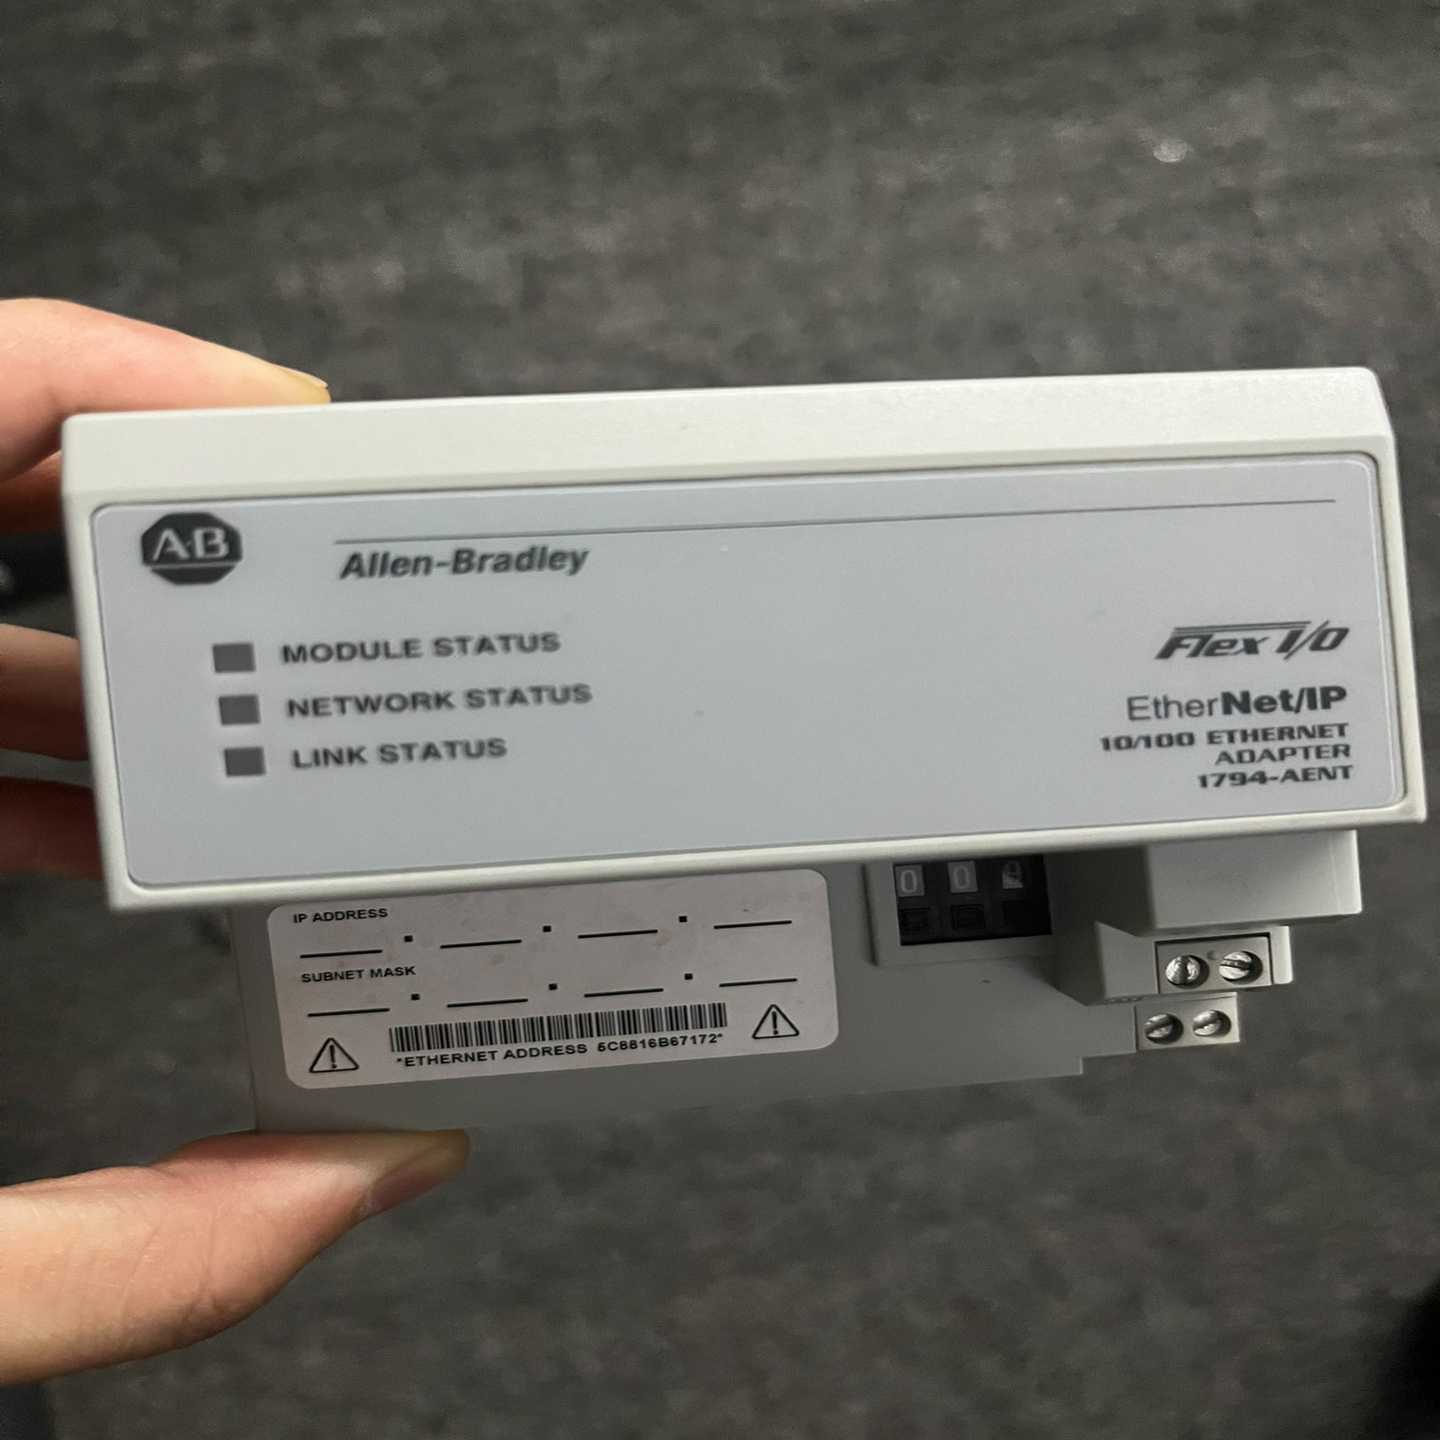 A·B
Allen-Bradley
MODULE STATUS
NETWORK STATUS
LINK STATUS
Flex I/O
EtherNet/IP
10/100 ETHERNET
ADAPTER
1794-AENT
IP ADDRESS
SUBNET MASK
*ETHERNET ADDRESS 5C8816B67172*
0 0